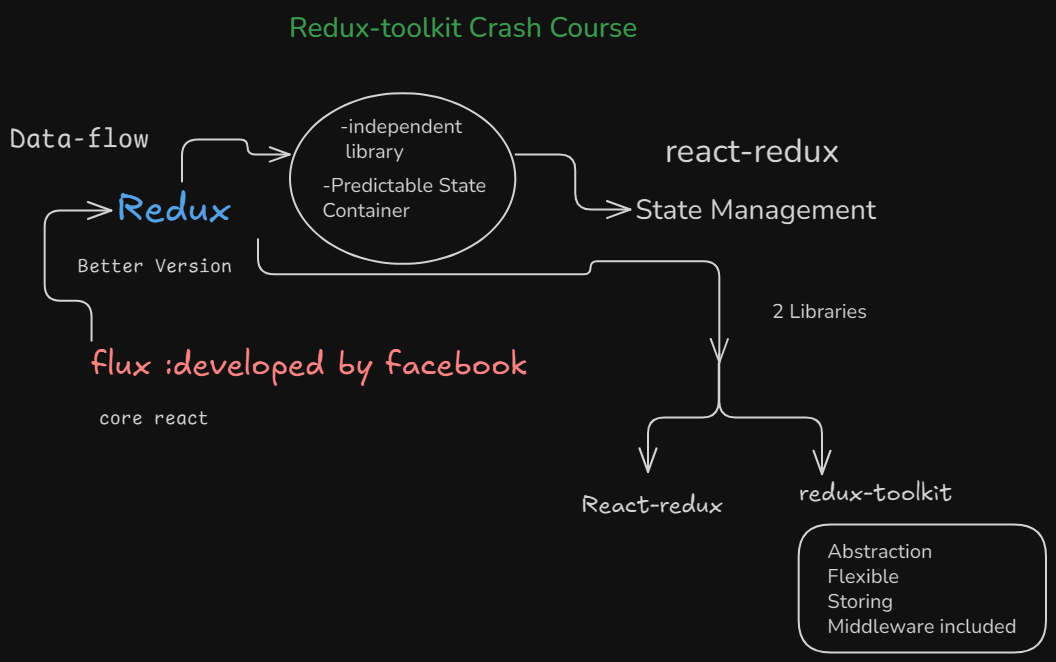 Redux-toolkit Crash Course
Data-flow
-independent
library
-Predictable State
Container
react-redux
Redux
State Management
Better Version
2 Libraries
flux :developed by facebook
core react
React-redux
redux-toolkit
Abstraction
Flexible
Storing
Middleware included